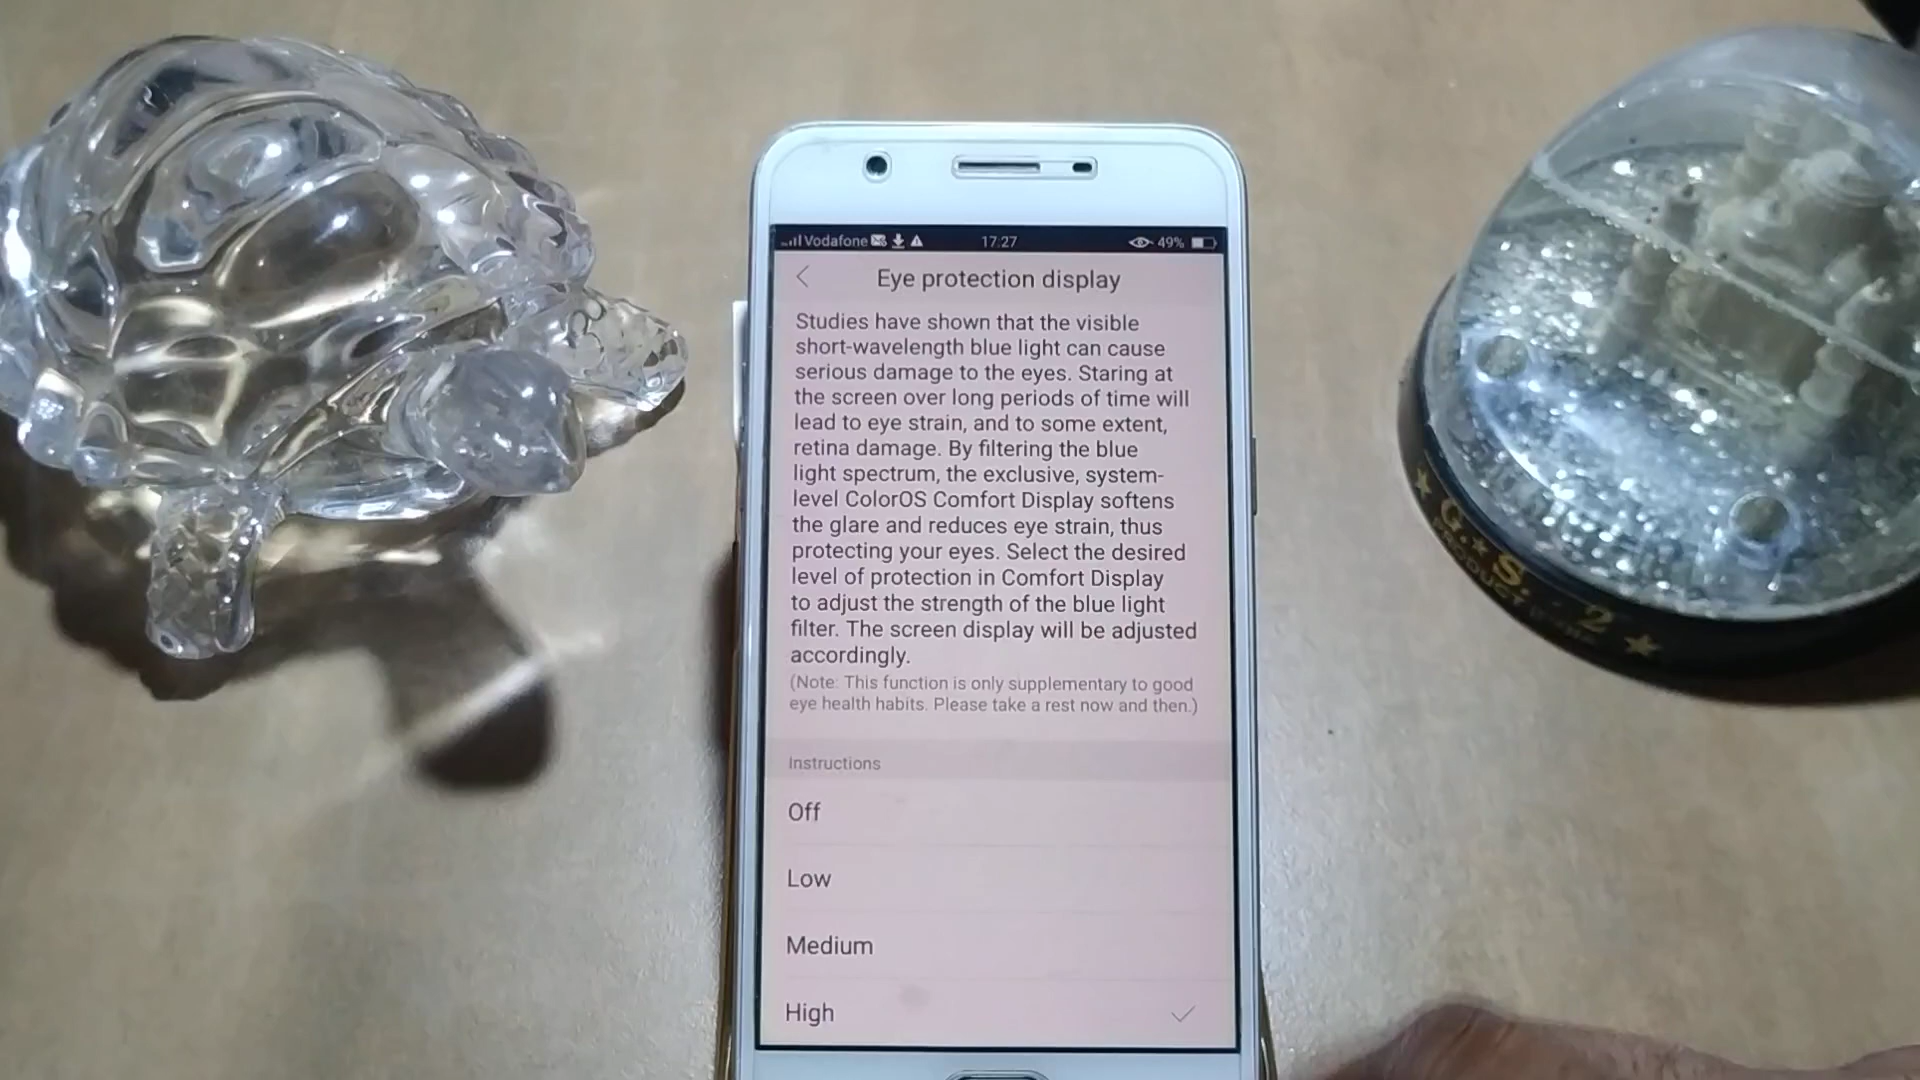 Vodafone 17:27 49%
Eye protection display
Studies have shown that the visible
short-wavelength blue light can cause
serious damage to the eyes. Staring at
the screen over long periods of time will
lead to eye strain, and to some extent,
retina damage. By filtering the blue
light spectrum, the exclusive, system-
level ColorOS Comfort Display softens
the glare and reduces eye strain, thus
protecting your eyes. Select the desired
level of protection in Comfort Display
to adjust the strength of the blue light
filter. The screen display will be adjusted
accordingly.
(Note: This function is only supplementary to good
eye health habits. Please take a rest now and then.)
Instructions
Off
Low
Medium
High
G. S. - 2
PRODUCT